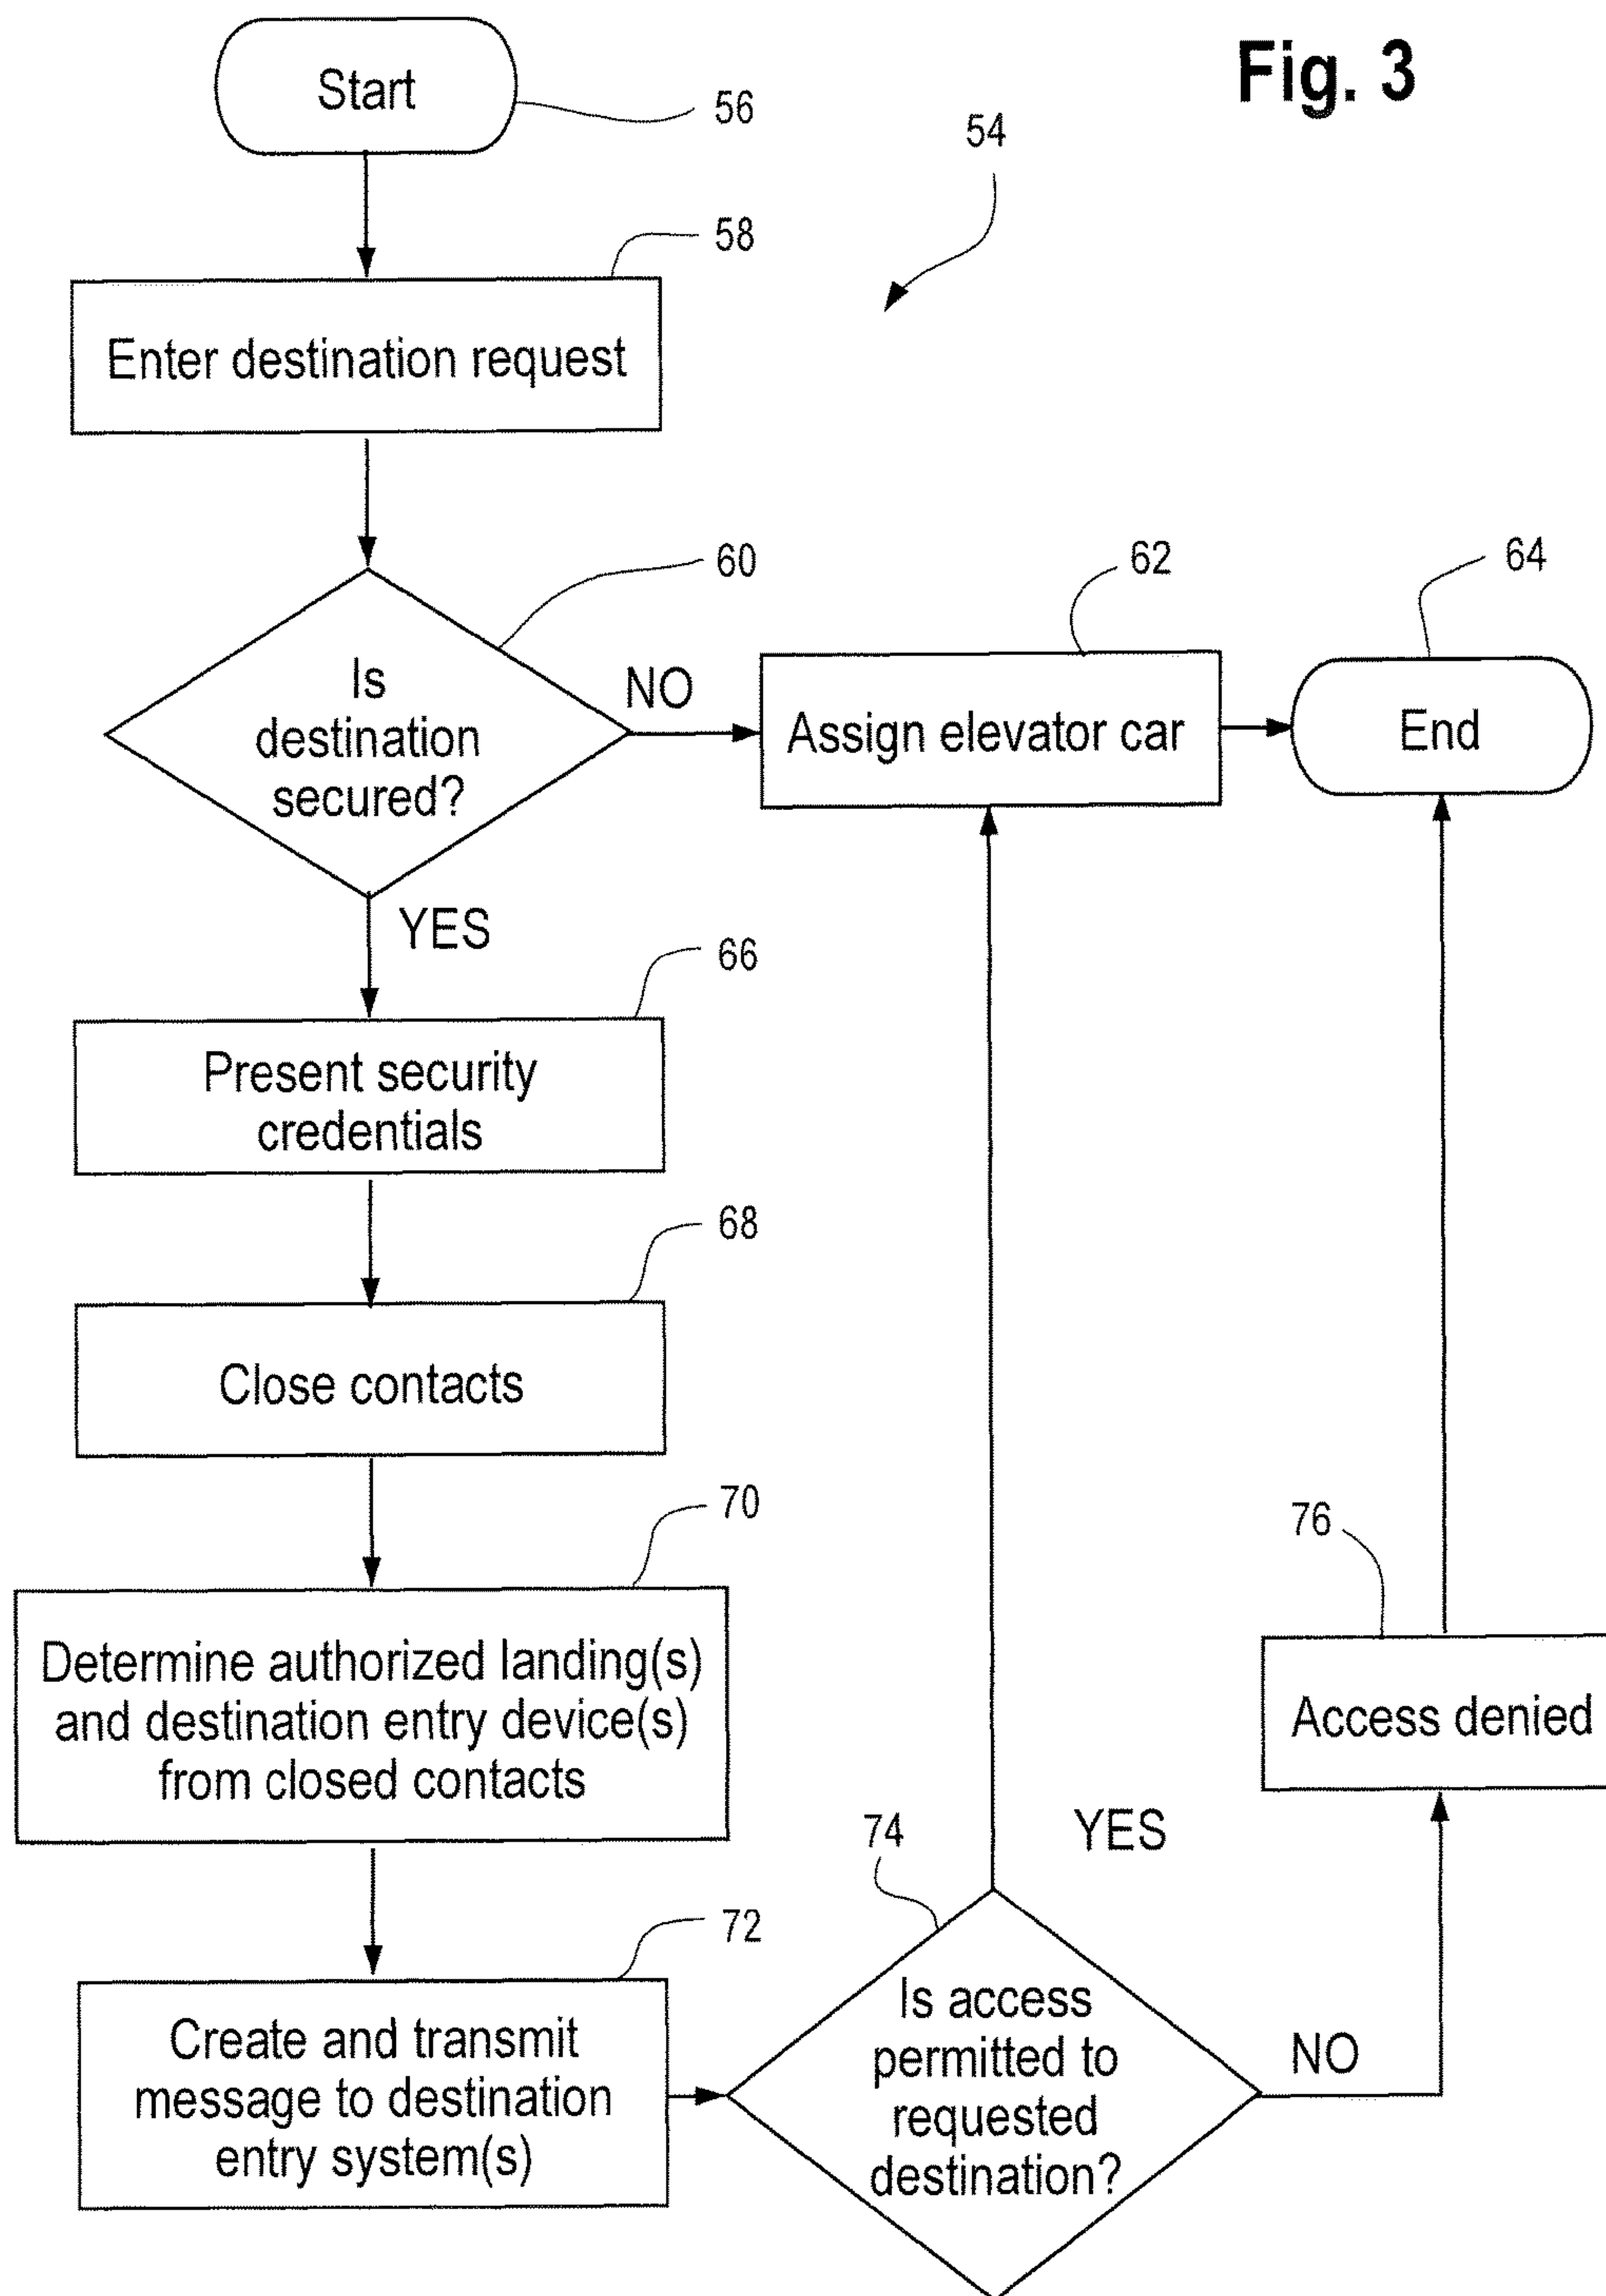 Fig. 3
Start
56
54
58
Enter destination request
60
Is
destination
secured?
NO
62
Assign elevator car
64
End
YES
66
Present security
credentials
68
Close contacts
70
Determine authorized landing(s)
and destination entry device(s)
from closed contacts
76
Access denied
72
Create and transmit
message to destination
entry system(s)
74
YES
Is access
permitted to
requested
destination?
NO